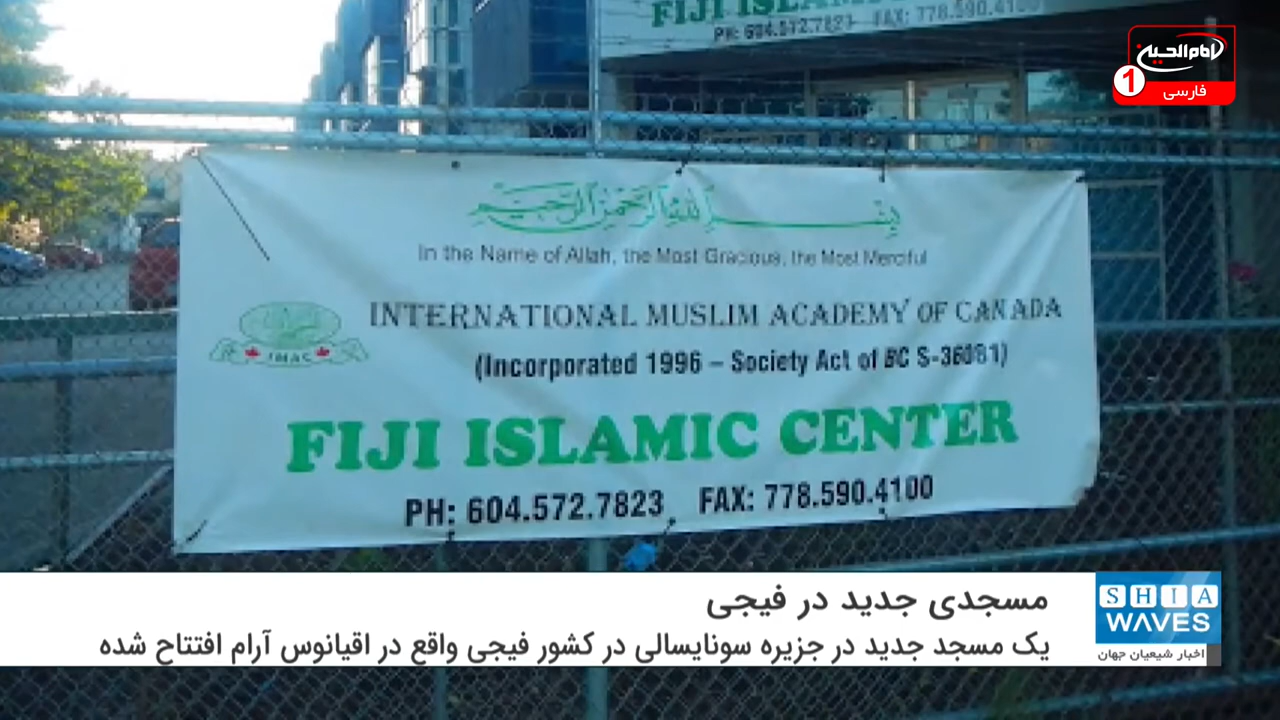 FIJI ISLAMI
PH: 604.572.7823 FAX: 778.590.4100
امام الحسین
فارسی
1
بسم الله الرحمن الرحیم
In the Name of Allah, the Most Gracious, the Most Merciful
INTERNATIONAL MUSLIM ACADEMY OF CANADA
IMAC
(Incorporated 1996 – Society Act of BC S-36081)
FIJI ISLAMIC CENTER
PH: 604.572.7823 FAX: 778.590.4100
مسجدی جدید در فیجی
یک مسجد جدید در جزیره سونایسالی در کشور فیجی واقع در اقیانوس آرام افتتاح شده
SHIA
WAVES
اخبار شیعیان جهان